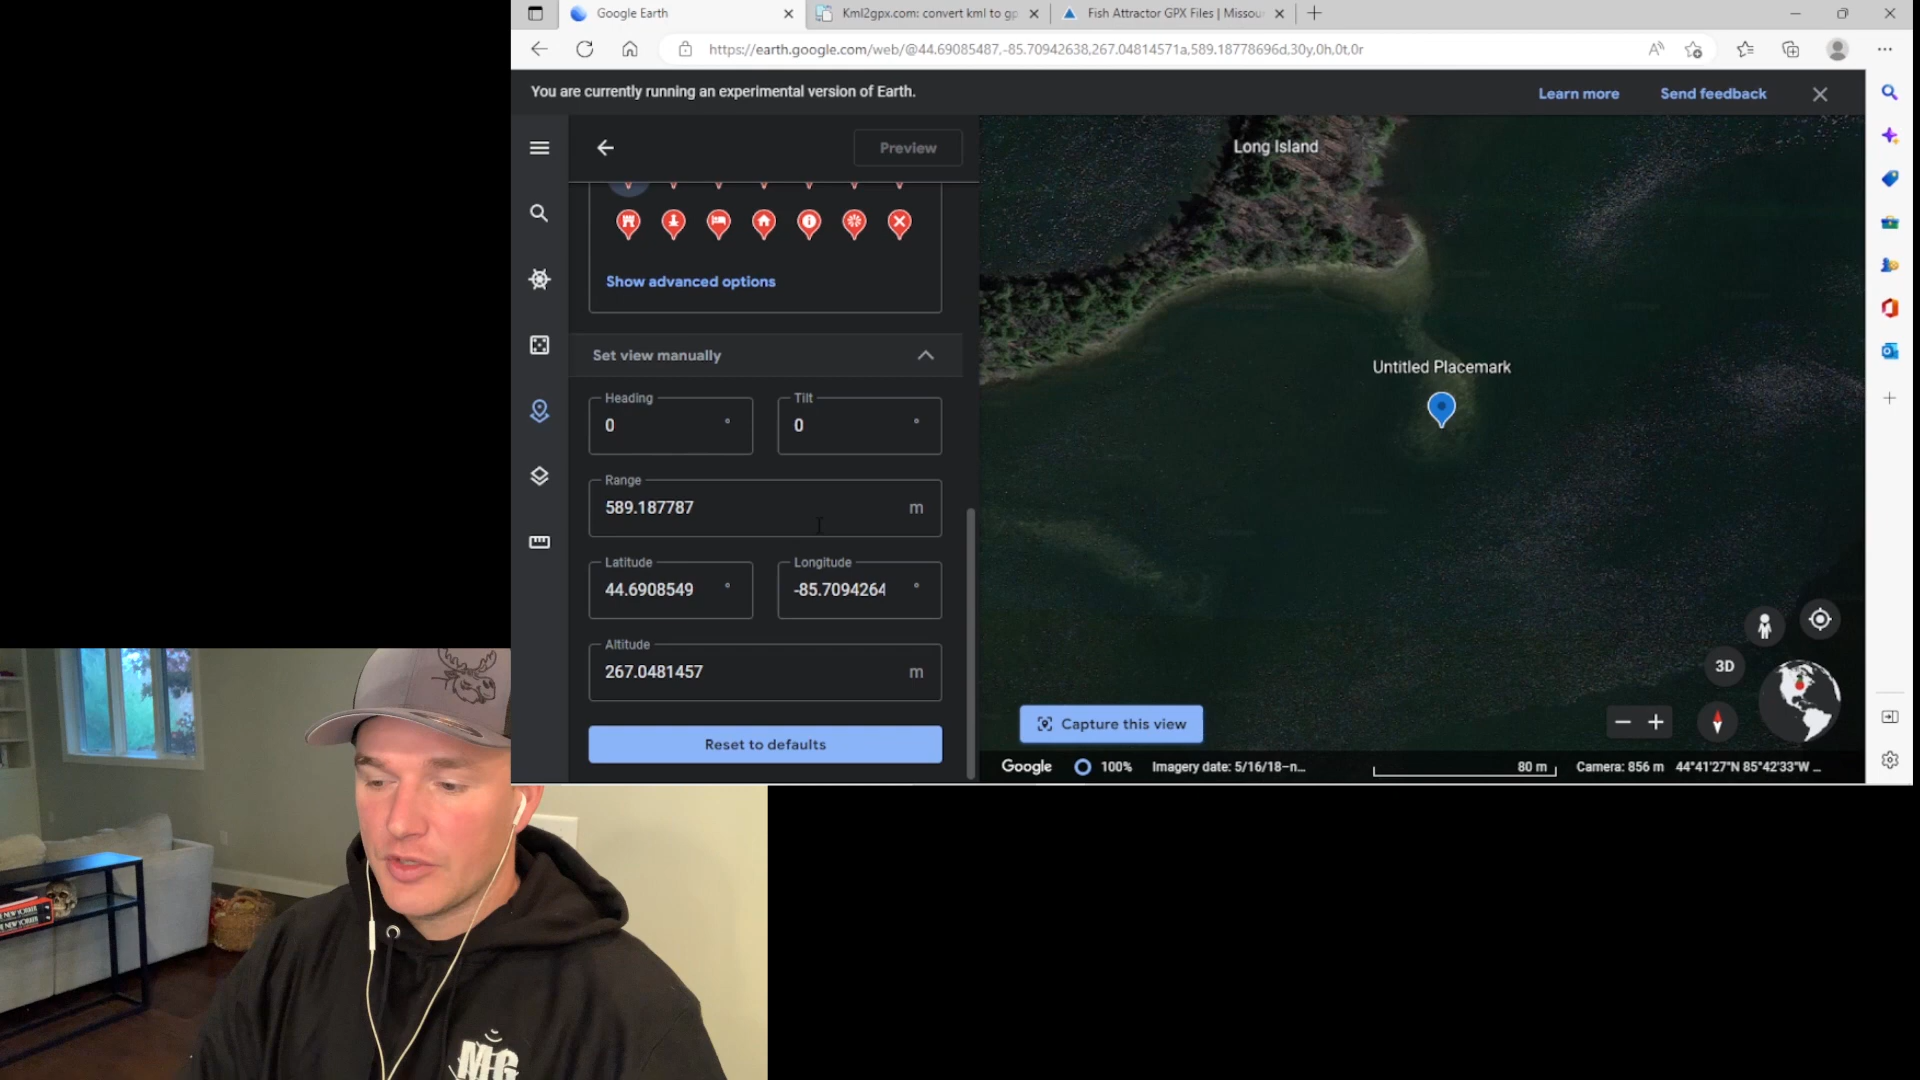 Google Earth
Kml2gpx.com: convert kml to gp
Fish Attractor GPX Files | Missou
https://earth.google.com/web/@44.69085487,-85.70942638,267.04814571a,589.18778696d,30y,0h,0t,0r
You are currently running an experimental version of Earth.
Learn more
Send feedback
Preview
Show advanced options
Set view manually
Heading
0 °
Tilt
0 °
Range
589.187787 m
Latitude
44.6908549 °
Longitude
-85.7094264 °
Altitude
267.0481457 m
Reset to defaults
Long Island
Untitled Placemark
3D
Capture this view
Google
100%
Imagery date: 5/16/18–n...
80 m
Camera: 856 m
44°41'27"N 85°42'33"W ...
MG